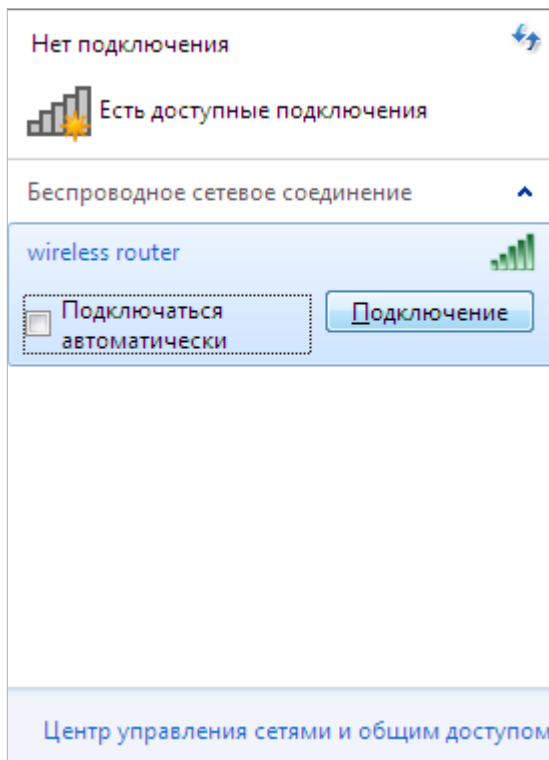 Нет подключения
Есть доступные подключения
Беспроводное сетевое соединение
wireless router
Подключаться
автоматически
Подключение
Центр управления сетями и общим доступом